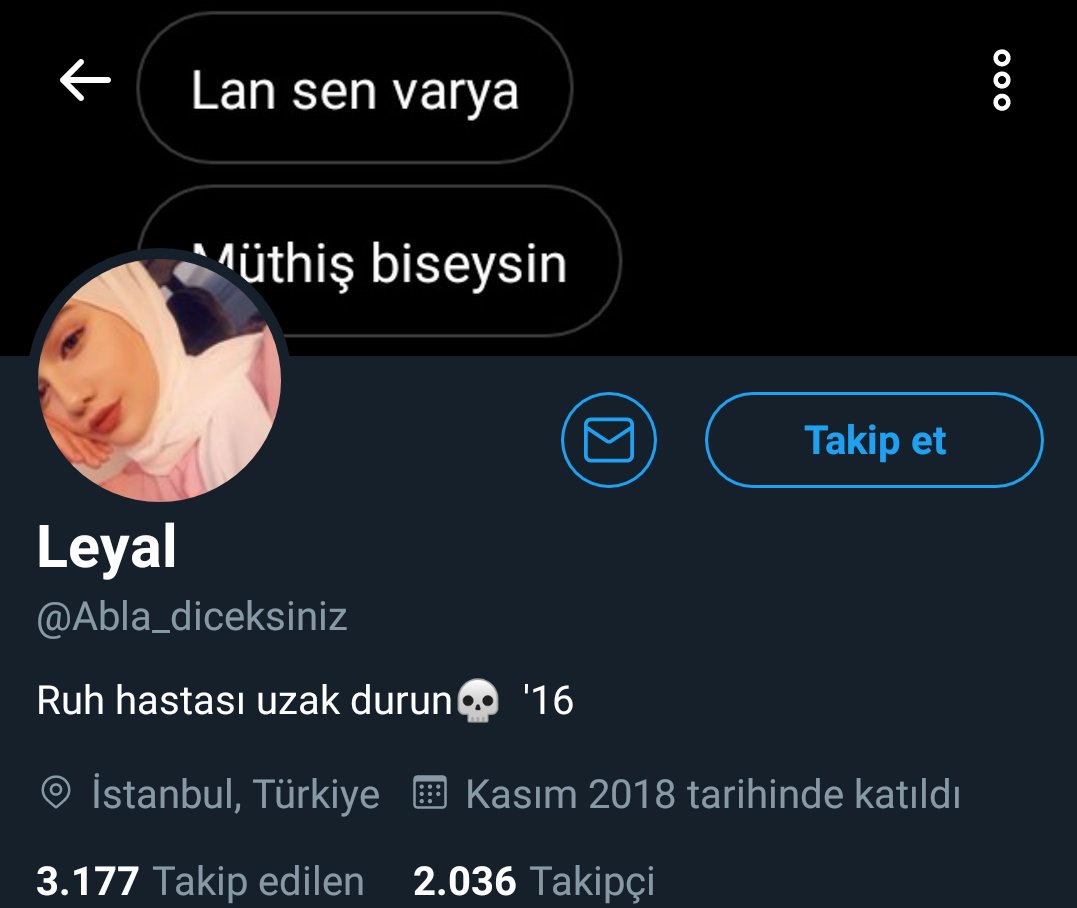 Lan sen varya
Müthiş biseysin
Takip et
Leyal
@Abla_diceksiniz
Ruh hastası uzak durun💀 '16
İstanbul, Türkiye Kasım 2018 tarihinde katıldı
3.177 Takip edilen 2.036 Takipçi